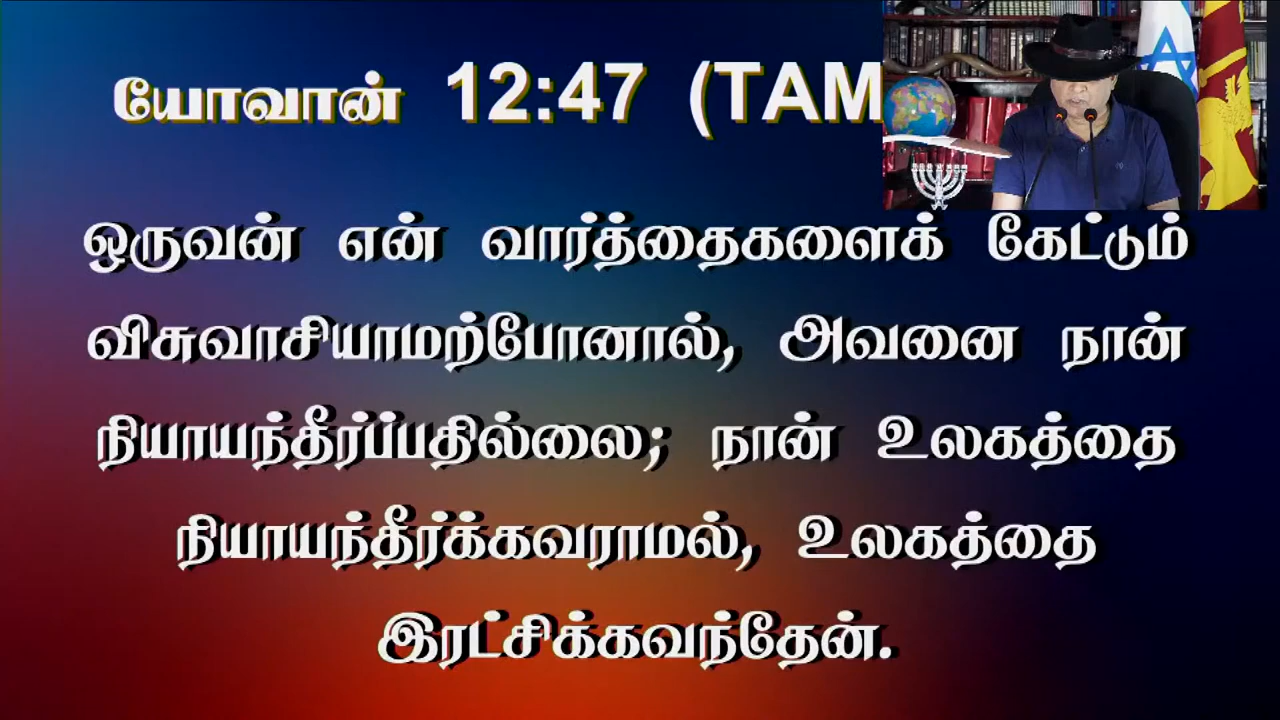 யோவான் 12:47 (TAM
ஒருவன் என் வார்த்தைகளைக் கேட்டும்
விசுவாசியாமற்போனால், அவனை நான்
நியாயந்தீர்ப்பதில்லை; நான் உலகத்தை
நியாயந்தீர்க்கவராமல், உலகத்தை
இரட்சிக்கவந்தேன்.